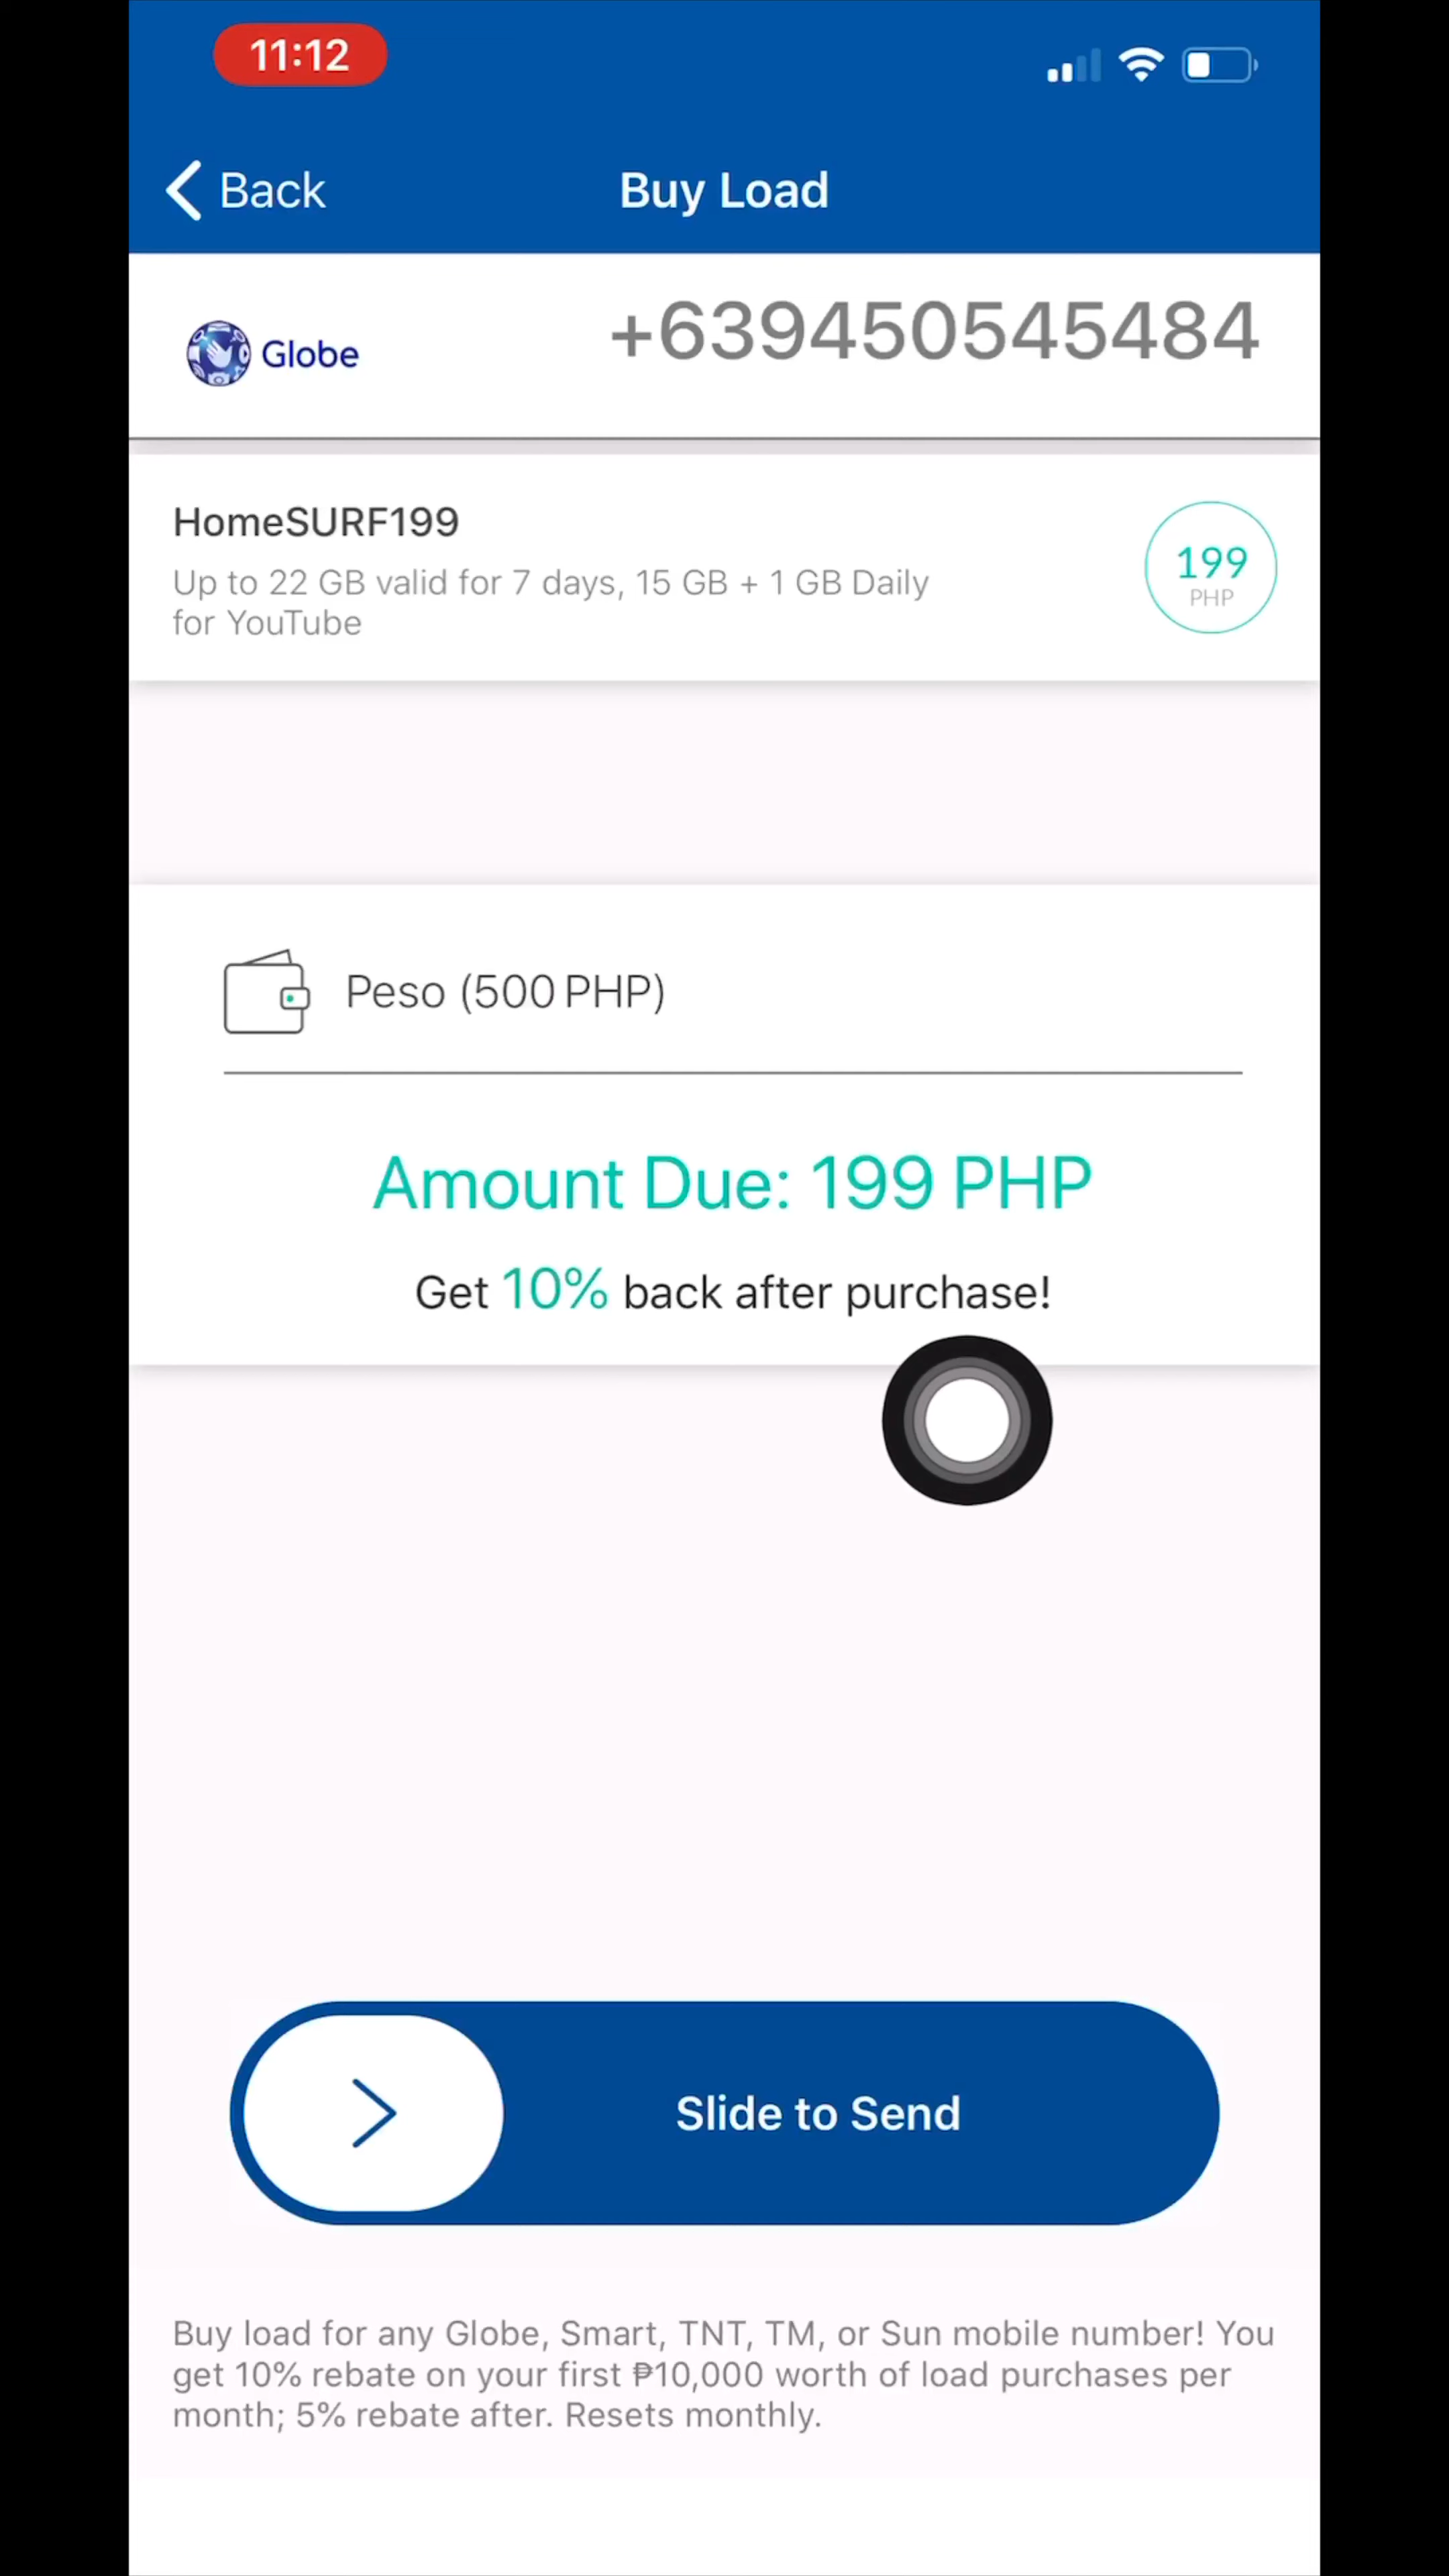 11:12
Back
Buy Load
Globe
+639450545484
HomeSURF199
Up to 22 GB valid for 7 days, 15 GB + 1 GB Daily
for YouTube
199
PHP
Peso (500 PHP)
Amount Due: 199 PHP
Get 10% back after purchase!
Slide to Send
Buy load for any Globe, Smart, TNT, TM, or Sun mobile number! You
get 10% rebate on your first ₱10,000 worth of load purchases per
month; 5% rebate after. Resets monthly.